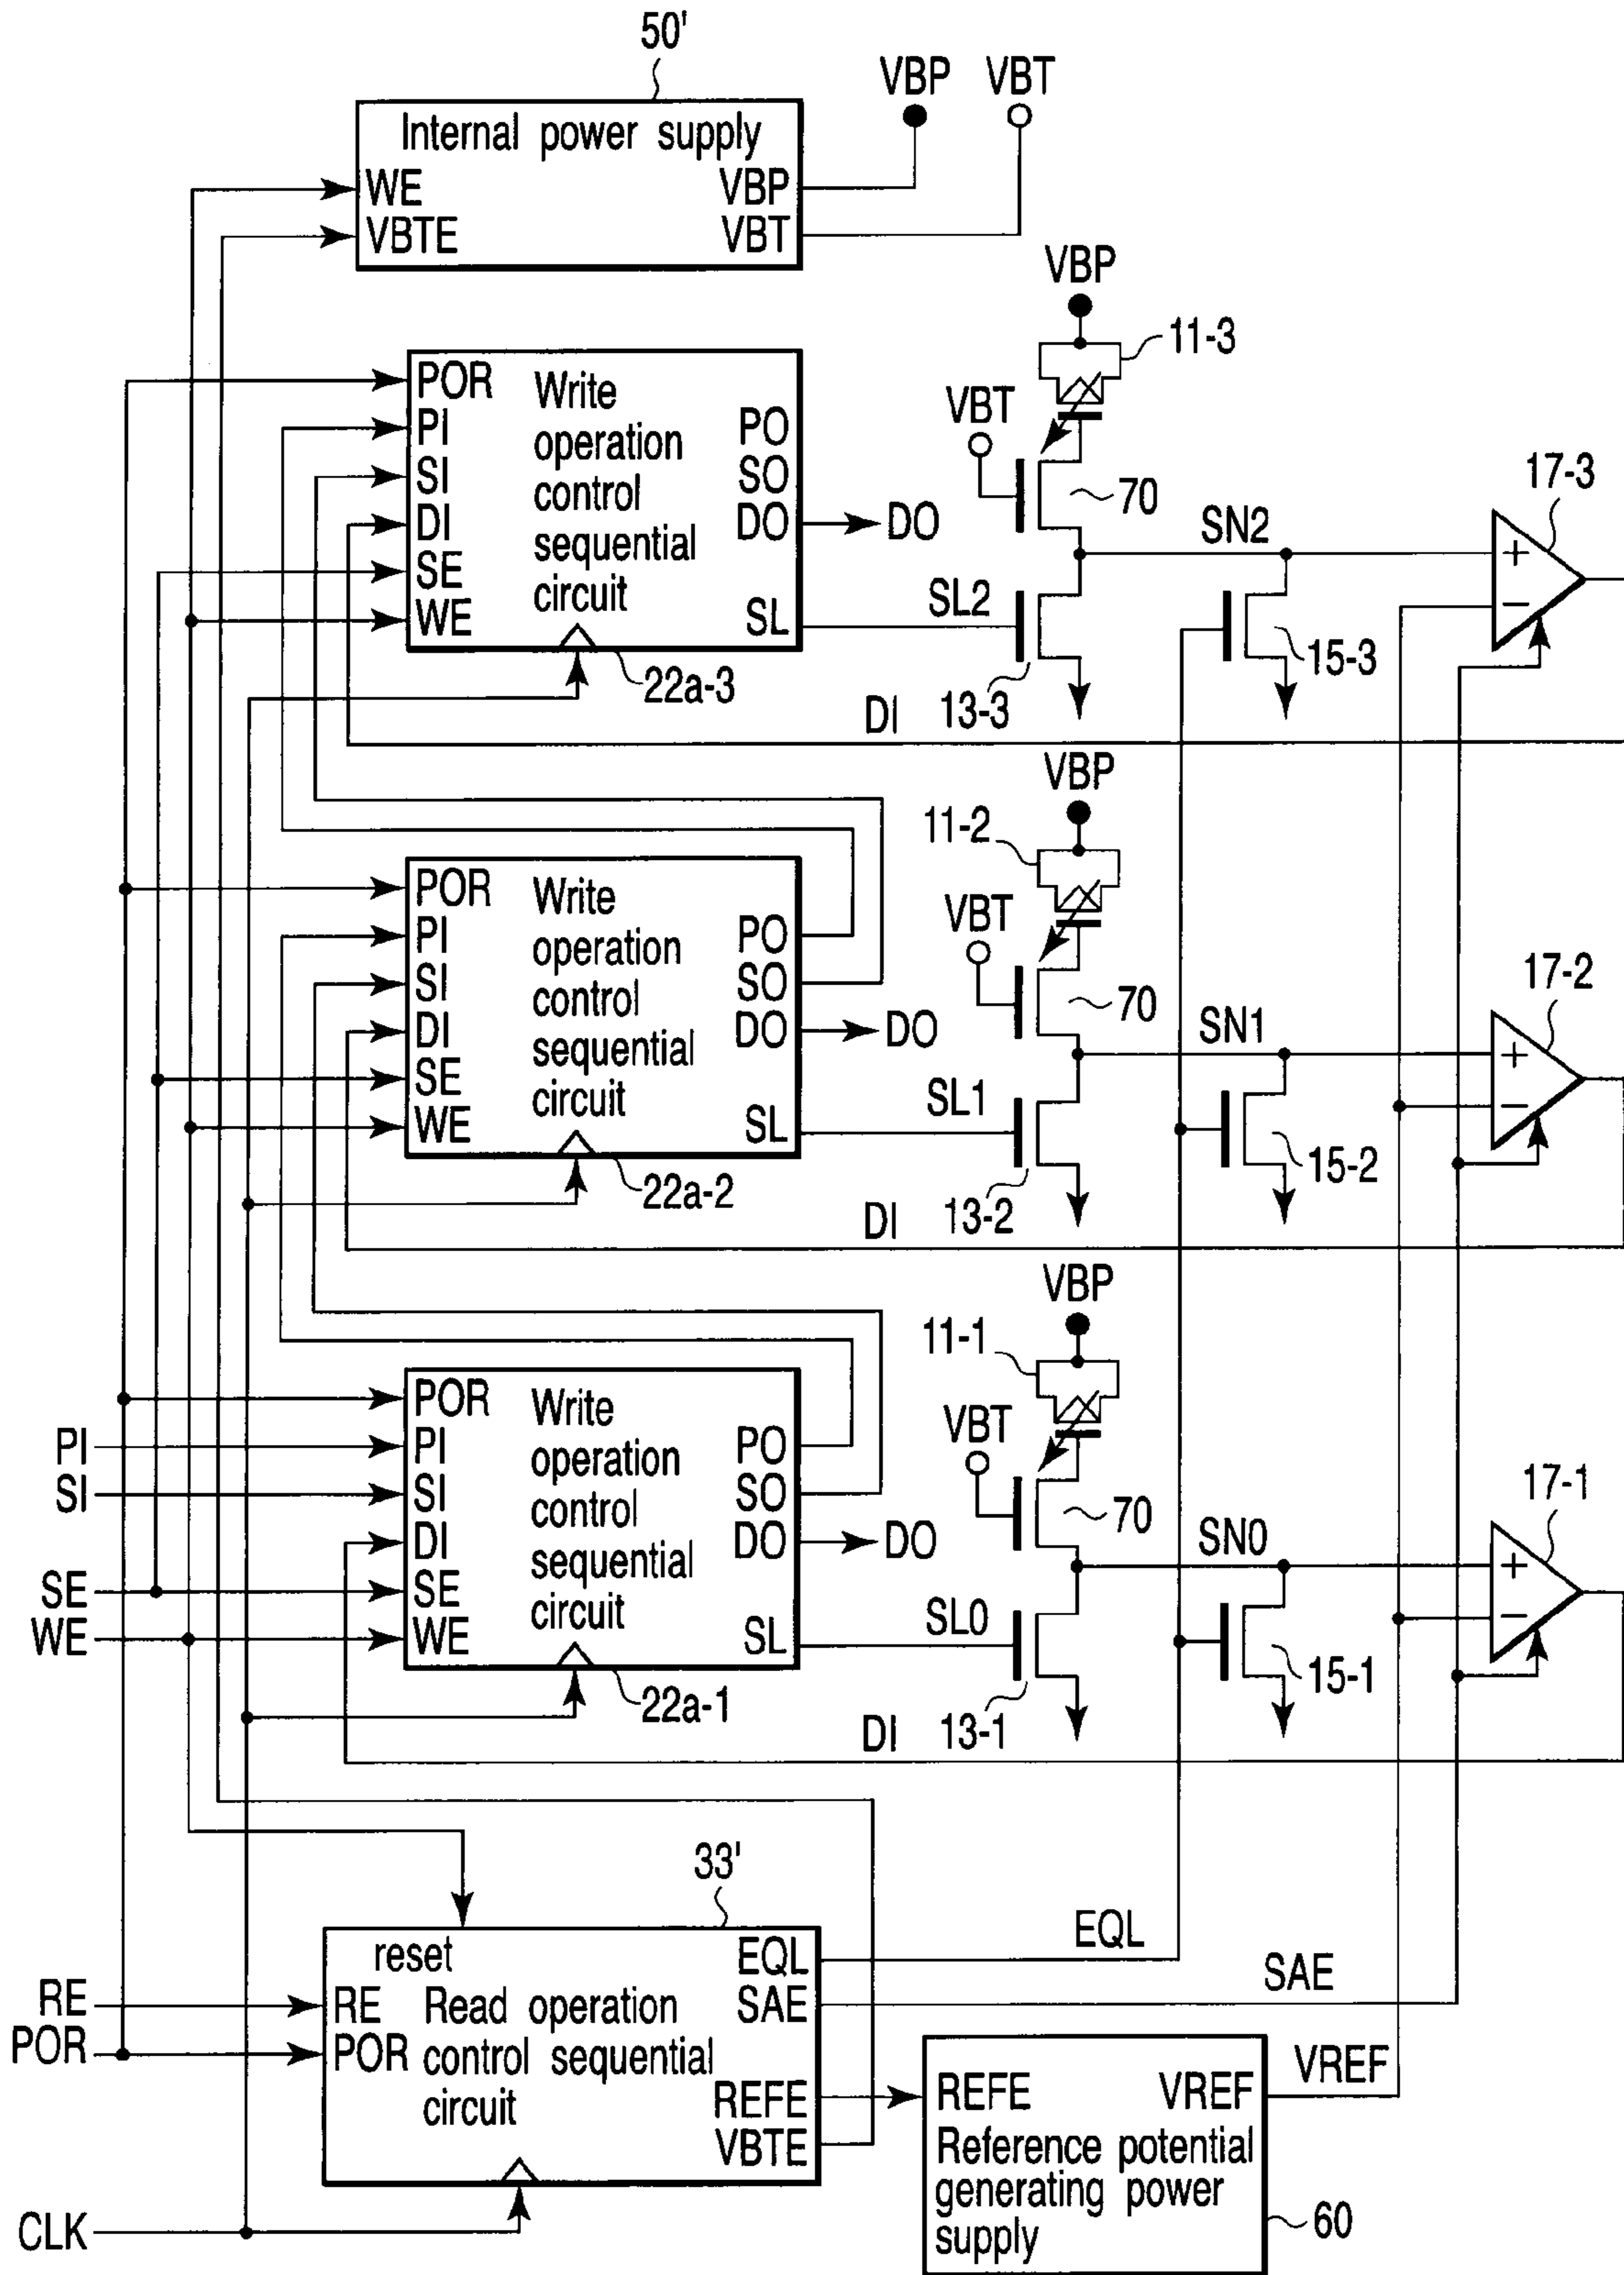 50'
VBP VBT
Internal power supply
WE VBP
VBTE VBT
VBP
11-3
POR Write operation control sequential circuit PO
PI SO
SI DO DO
DI SL SL2
SE
WE
VBT
70
SN2
17-3
+
−
15-3
22a-3
13-3
DI
VBP
11-2
POR Write operation control sequential circuit PO
PI SO
SI DO DO
DI SL SL1
SE
WE
VBT
70
SN1
17-2
+
−
15-2
22a-2
13-2
DI
VBP
11-1
PI
SI
SE
WE
POR Write operation control sequential circuit PO
PI SO
SI DO DO
DI SL SL0
SE
WE
VBT
70
SN0
17-1
+
−
15-1
22a-1
13-1
DI
33'
RE
POR
CLK
reset EQL EQL
RE Read operation SAE SAE
POR control sequential
circuit REFE
VBTE
REFE VREF VREF
Reference potential
generating power
supply
60